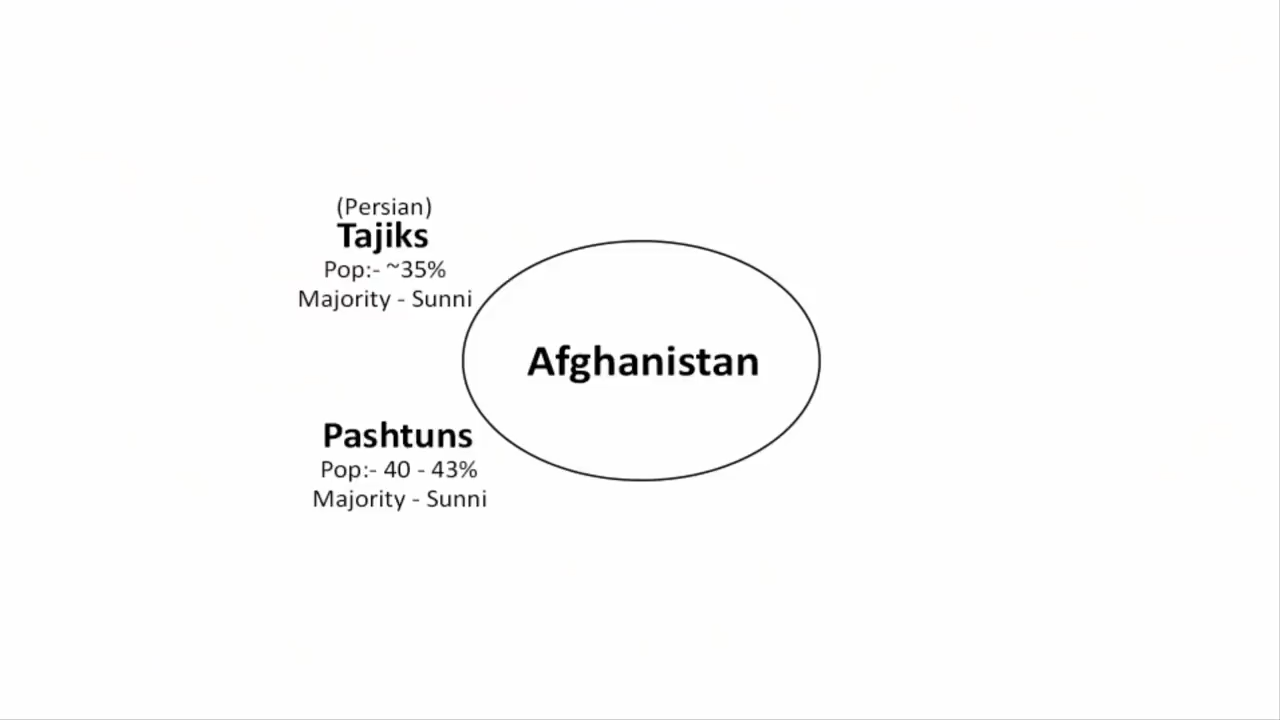 (Persian)
Tajiks
Pop:- ~35%
Majority - Sunni
Afghanistan
Pashtuns
Pop:- 40 - 43%
Majority - Sunni